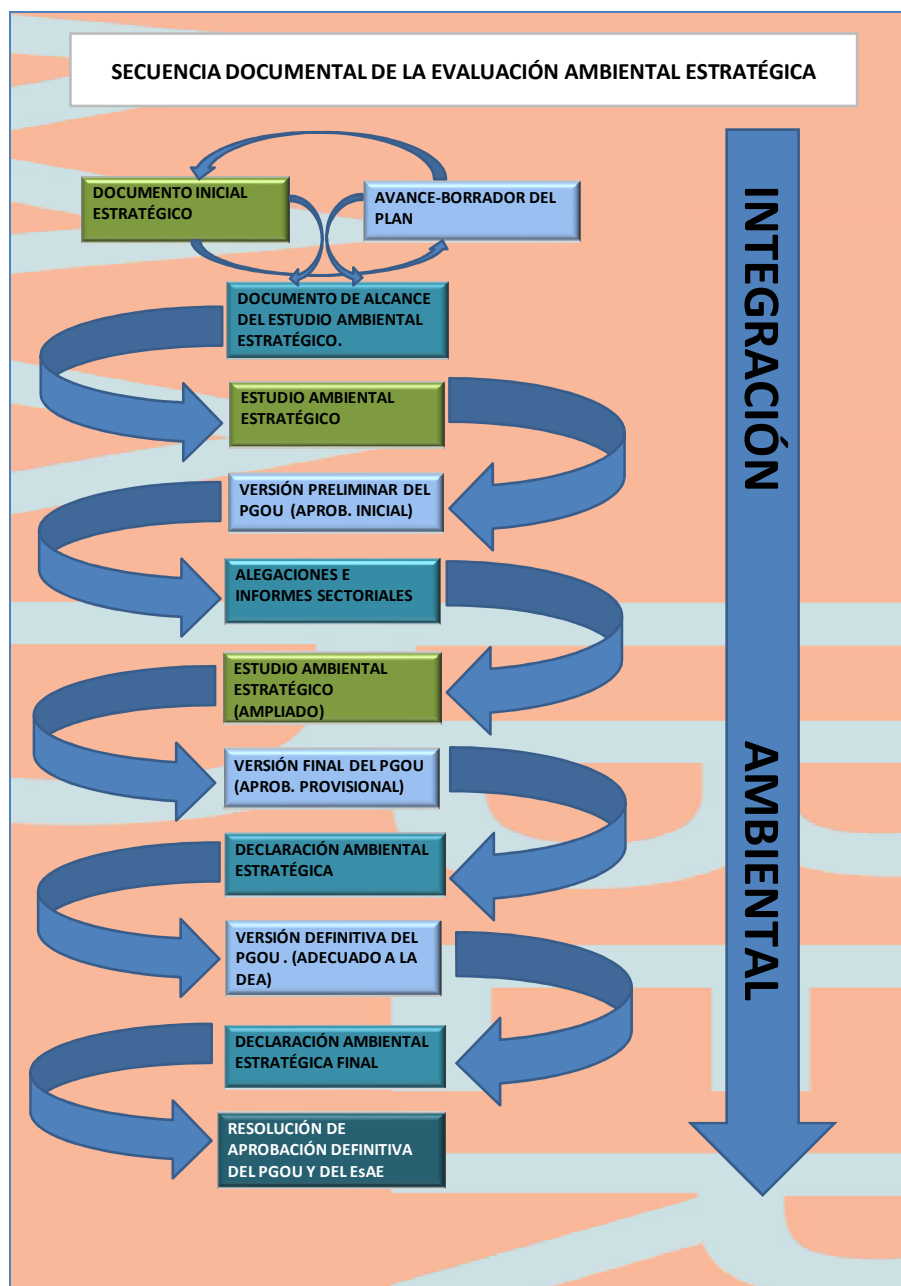 SECUENCIA DOCUMENTAL DE LA EVALUACIÓN AMBIENTAL ESTRATÉGICA
DOCUMENTO INICIAL
ESTRATÉGICO
AVANCE-BORRADOR DEL
PLAN
DOCUMENTO DE ALCANCE
DEL ESTUDIO AMBIENTAL
ESTRATÉGICO.
ESTUDIO AMBIENTAL
ESTRATÉGICO
VERSIÓN PRELIMINAR DEL
PGOU (APROB. INICIAL)
ALEGACIONES E
INFORMES SECTORIALES
ESTUDIO AMBIENTAL
ESTRATÉGICO
(AMPLIADO)
VERSIÓN FINAL DEL PGOU
(APROB. PROVISIONAL)
DECLARACIÓN AMBIENTAL
ESTRATÉGICA
VERSIÓN DEFINITIVA DEL
PGOU . (ADECUADO A LA
DEA)
DECLARACIÓN AMBIENTAL
ESTRATÉGICA FINAL
RESOLUCIÓN DE
APROBACIÓN DEFINITIVA
DEL PGOU Y DEL EsAE
INTEGRACIÓN AMBIENTAL